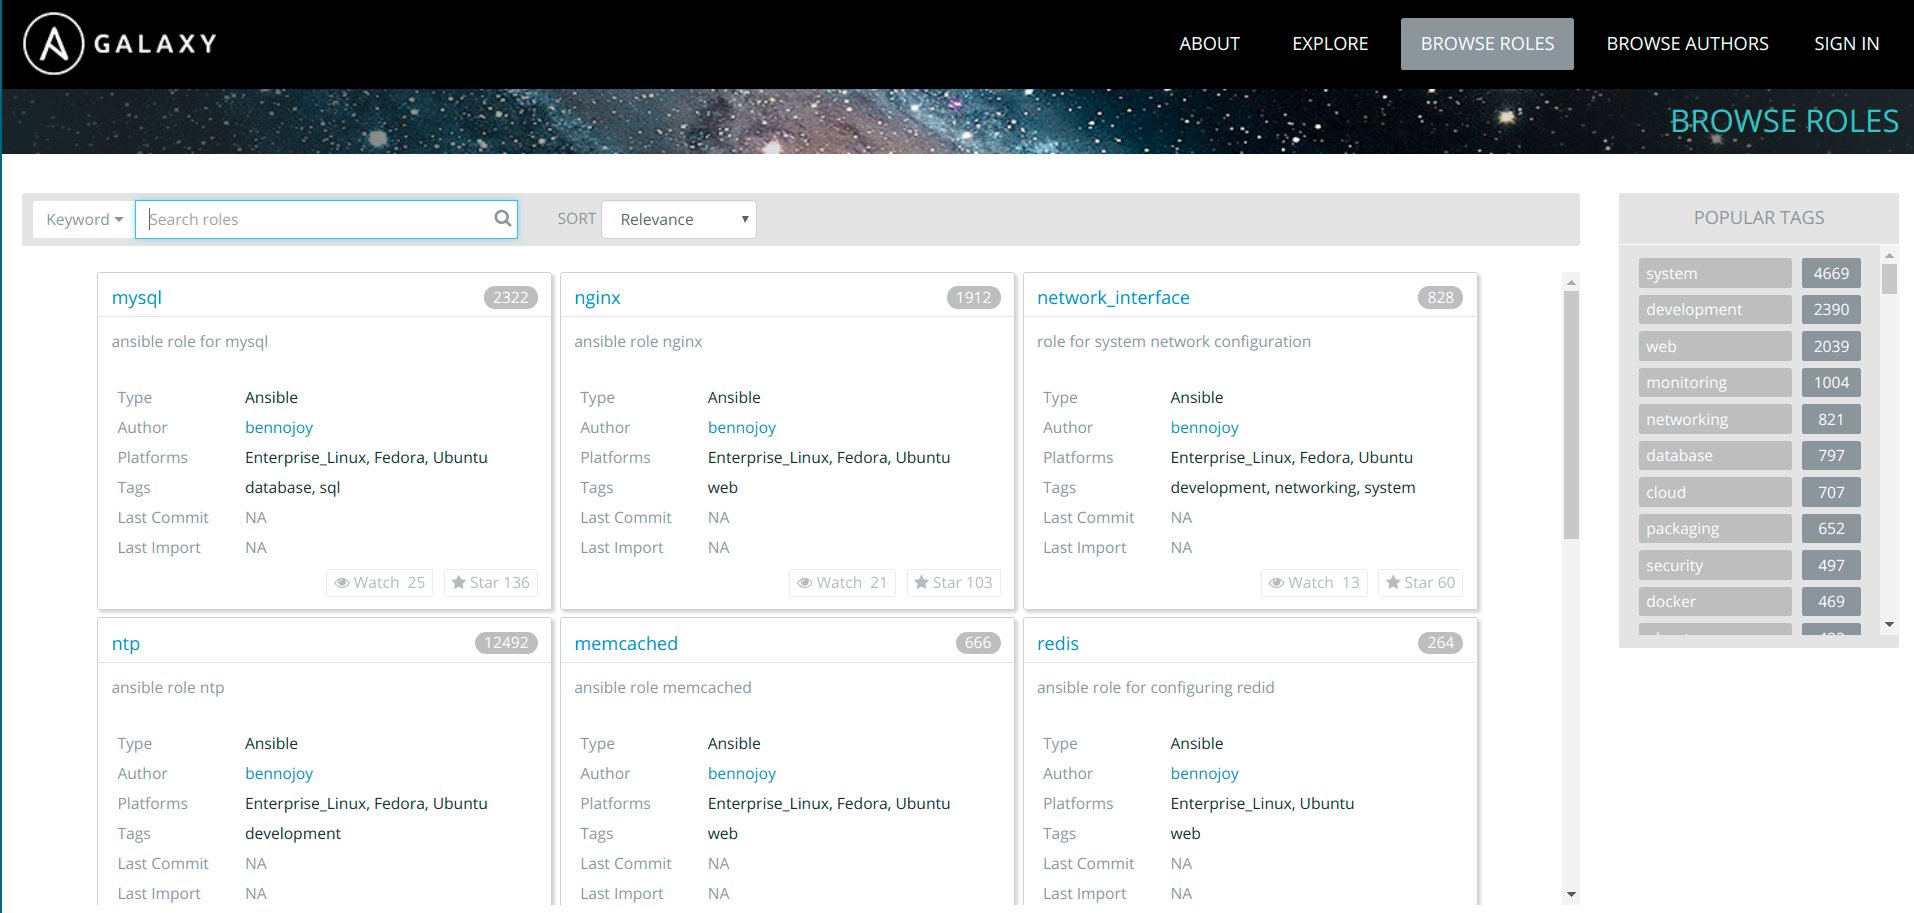 GALAXY
ABOUT EXPLORE BROWSE ROLES BROWSE AUTHORS SIGN IN
BROWSE ROLES
Keyword Search roles SORT Relevance
mysql 2322
ansible role for mysql
Type Ansible
Author bennojoy
Platforms Enterprise_Linux, Fedora, Ubuntu
Tags database, sql
Last Commit NA
Last Import NA
Watch 25 Star 136
nginx 1912
ansible role nginx
Type Ansible
Author bennojoy
Platforms Enterprise_Linux, Fedora, Ubuntu
Tags web
Last Commit NA
Last Import NA
Watch 21 Star 103
network_interface 828
role for system network configuration
Type Ansible
Author bennojoy
Platforms Enterprise_Linux, Fedora, Ubuntu
Tags development, networking, system
Last Commit NA
Last Import NA
Watch 13 Star 60
ntp 12492
ansible role ntp
Type Ansible
Author bennojoy
Platforms Enterprise_Linux, Fedora, Ubuntu
Tags development
Last Commit NA
Last Import NA
memcached 666
ansible role memcached
Type Ansible
Author bennojoy
Platforms Enterprise_Linux, Fedora, Ubuntu
Tags web
Last Commit NA
Last Import NA
redis 264
ansible role for configuring redid
Type Ansible
Author bennojoy
Platforms Enterprise_Linux, Ubuntu
Tags web
Last Commit NA
Last Import NA
POPULAR TAGS
system 4669
development 2390
web 2039
monitoring 1004
networking 821
database 797
cloud 707
packaging 652
security 497
docker 469